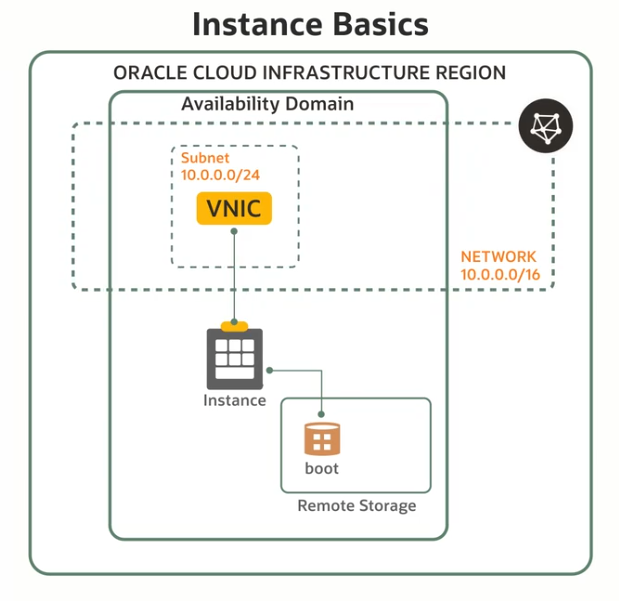 Instance Basics
ORACLE CLOUD INFRASTRUCTURE REGION
Availability Domain
Subnet
10.0.0.0/24
VNIC
NETWORK
10.0.0.0/16
Instance
boot
Remote Storage